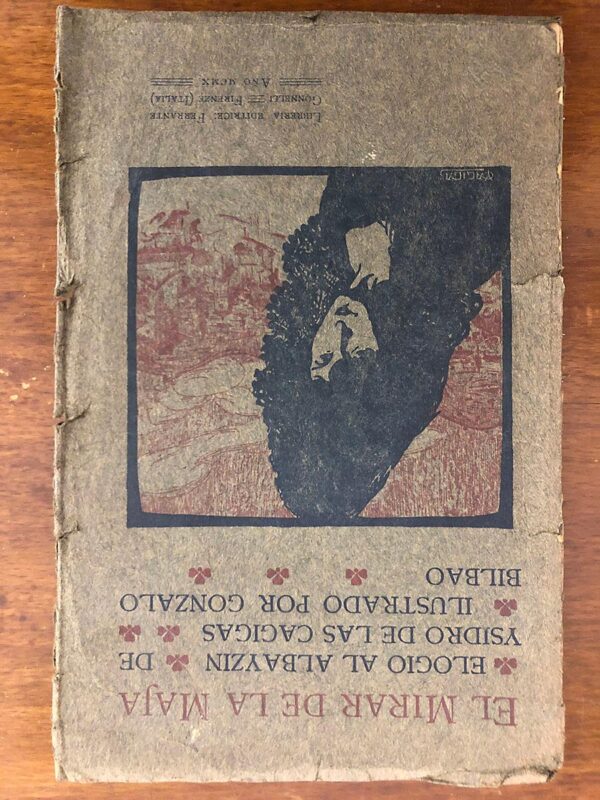 EL MIRAR DE LA MAJA
ELOGIO AL ALBAYZIN DE
YSIDRO DE LAS CAGIGAS
ILUSTRADO POR GONZALO
BILBAO
LIBRERIA EDITRICE: FERRANTE
GONNELLI FIRENZE (ITALIA)
ANO MCMX